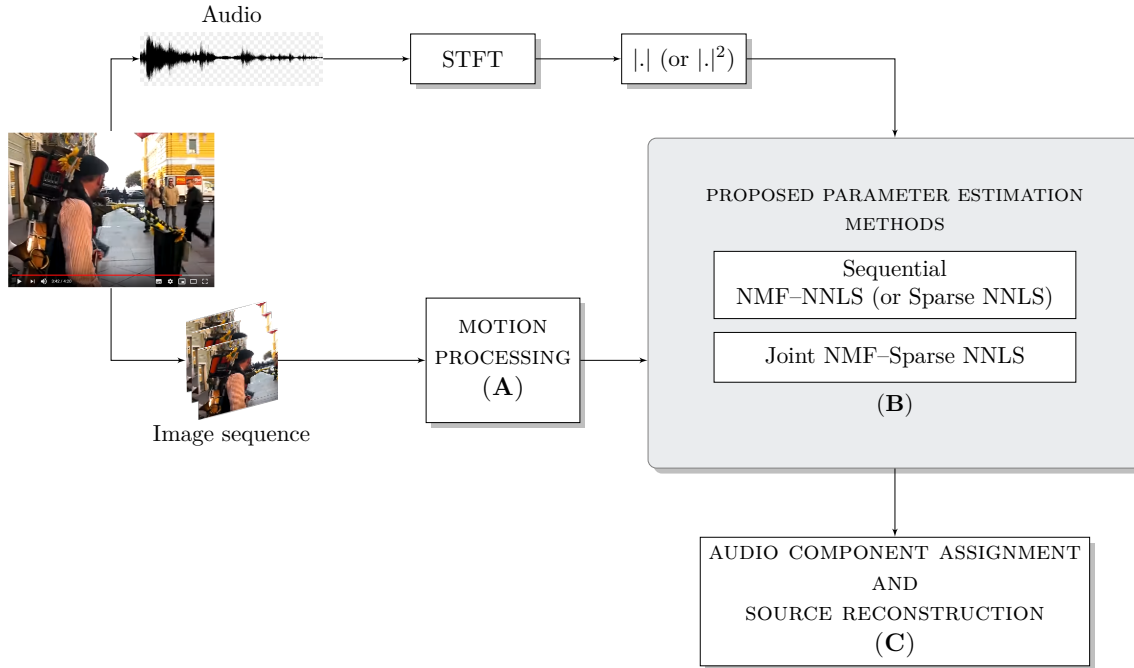 Audio
STFT
|.| (or |.|²)
PROPOSED PARAMETER ESTIMATION
METHODS
Sequential
NMF–NNLS (or Sparse NNLS)
Joint NMF–Sparse NNLS
(B)
MOTION
PROCESSING
(A)
Image sequence
AUDIO COMPONENT ASSIGNMENT
AND
SOURCE RECONSTRUCTION
(C)